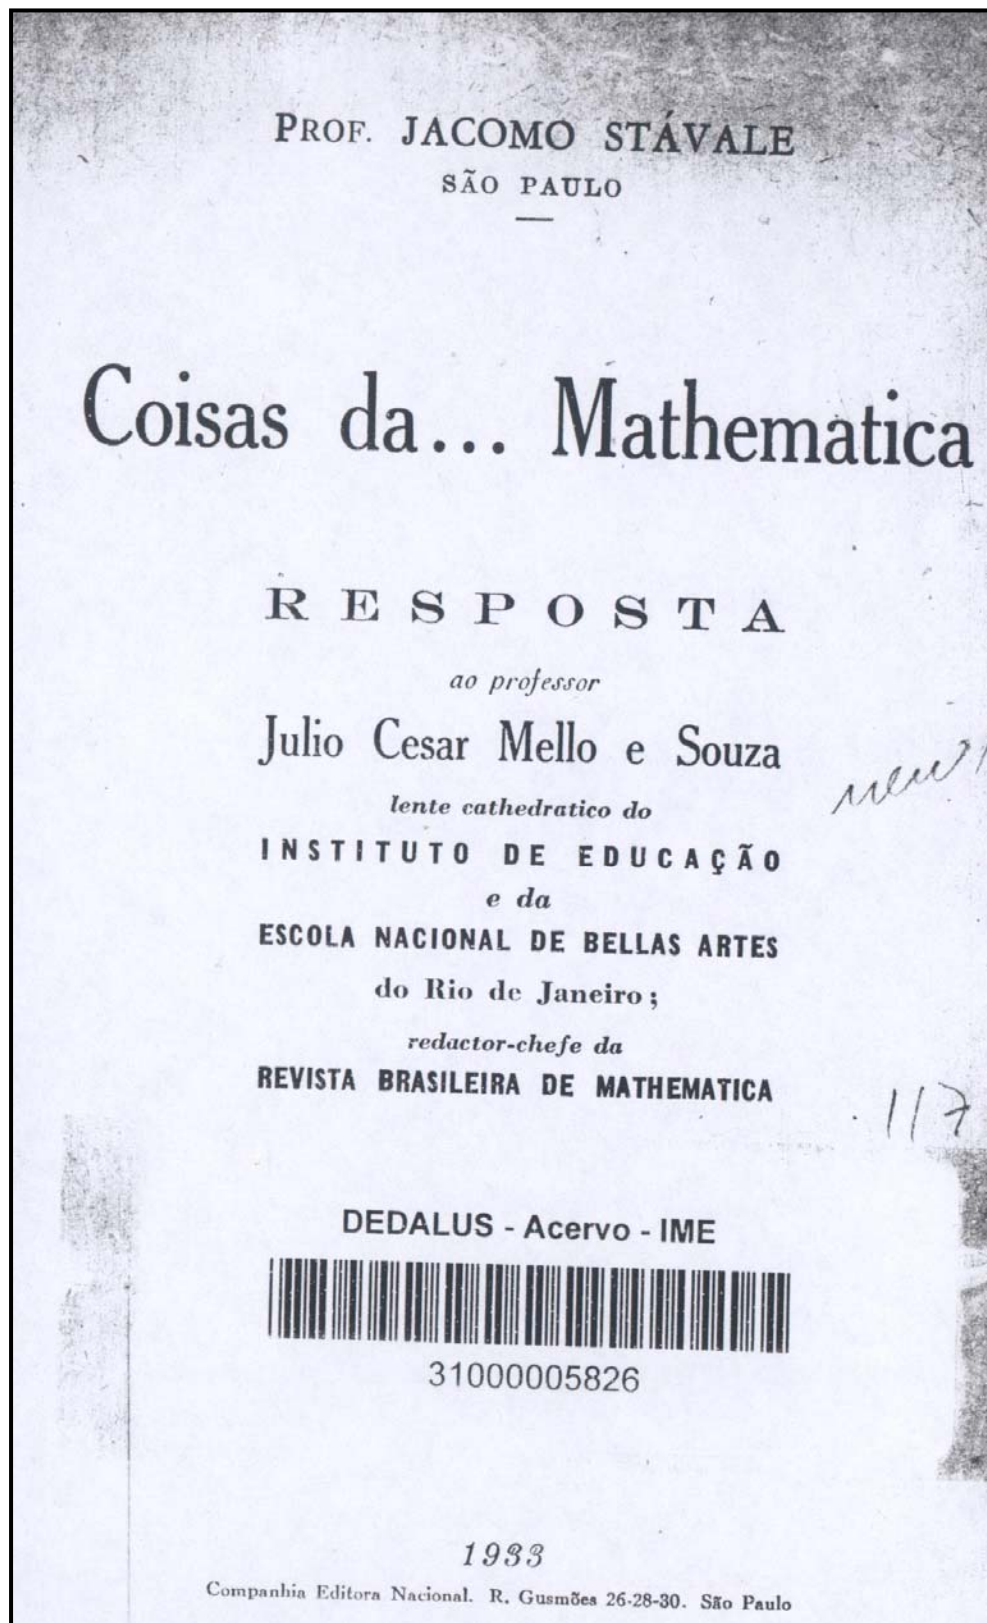 PROF. JACOMO STÁVALE
SÃO PAULO
Coisas da... Mathematica
RESPOSTA
ao professor
Julio Cesar Mello e Souza
lente cathedratico do
INSTITUTO DE EDUCAÇÃO
e da
ESCOLA NACIONAL DE BELLAS ARTES
do Rio de Janeiro;
redactor-chefe da
REVISTA BRASILEIRA DE MATHEMATICA
117
DEDALUS - Acervo - IME
31000005826
1933
Companhia Editora Nacional. R. Gusmões 26-28-30. São Paulo